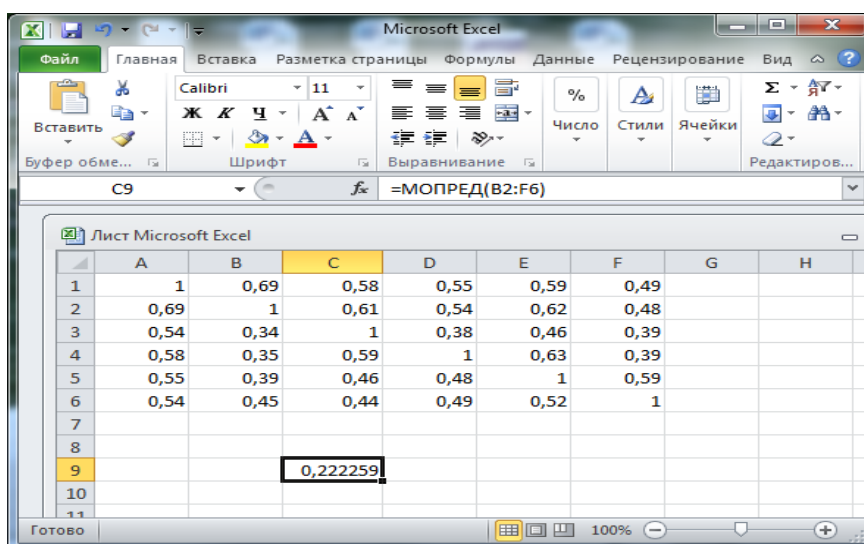 Microsoft Excel
Файл Главная Вставка Разметка страницы Формулы Данные Рецензирование Вид
Вставить
Calibri 11
Ж К Ч
A A
A
%
Число Стили Ячейки
Σ
Буфер обме... Шрифт Выравнивание Редактиров...
C9 fx =МОПРЕД(B2:F6)
Лист Microsoft Excel
A B C D E F G H
1 1 0,69 0,58 0,55 0,59 0,49
2 0,69 1 0,61 0,54 0,62 0,48
3 0,54 0,34 1 0,38 0,46 0,39
4 0,58 0,35 0,59 1 0,63 0,39
5 0,55 0,39 0,46 0,48 1 0,59
6 0,54 0,45 0,44 0,49 0,52 1
7
8
9 0,222259
10
11
Готово 100%